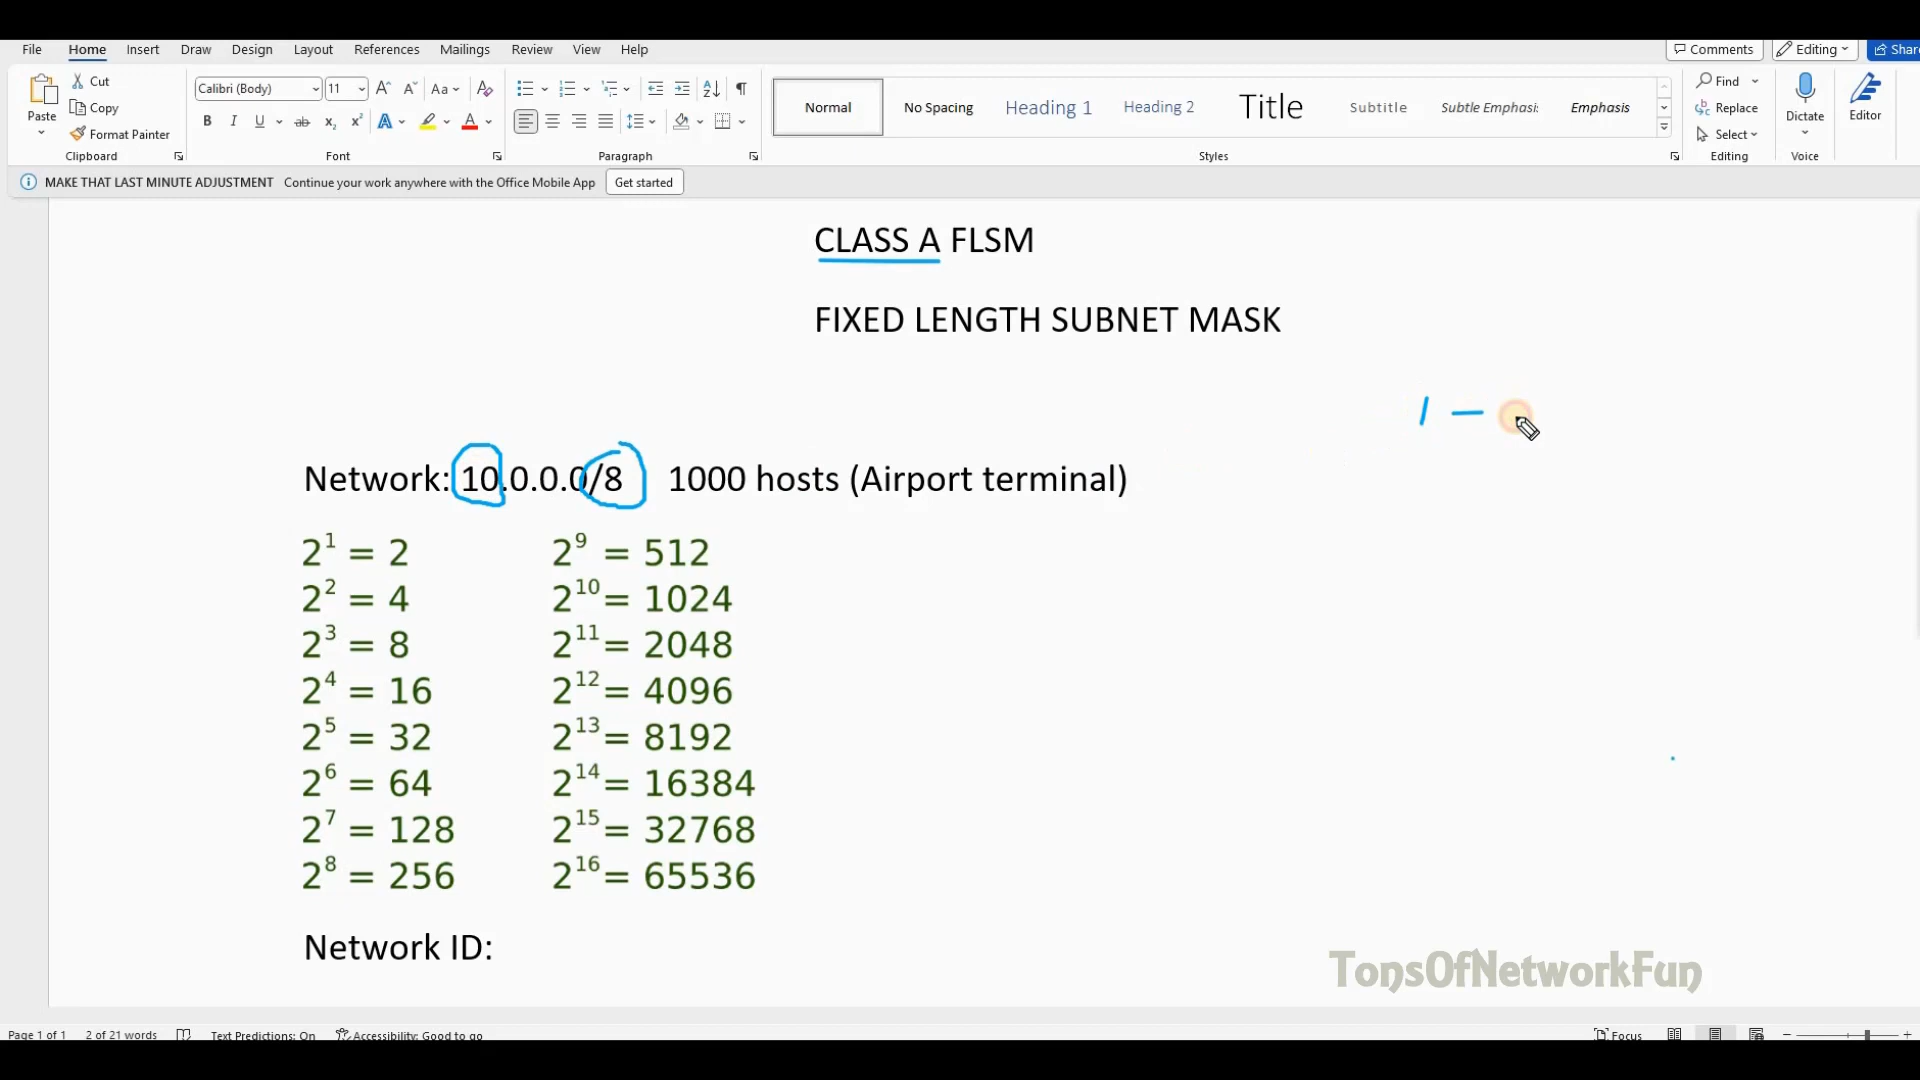 File Home Insert Draw Design Layout References Mailings Review View Help Comments Editing Share
Paste Cut Copy Format Painter Clipboard
Calibri (Body) 11 A A Aa A B I U ab x₂ x² A A Font
Paragraph
Normal No Spacing Heading 1 Heading 2 Title Subtitle Subtle Emphasis Emphasis Styles
Find Replace Select Editing
Dictate Voice
Editor
MAKE THAT LAST MINUTE ADJUSTMENT Continue your work anywhere with the Office Mobile App Get started
CLASS A FLSM
FIXED LENGTH SUBNET MASK
1 –
Network: 10.0.0.0/8 1000 hosts (Airport terminal)
2¹ = 2 2⁹ = 512
2² = 4 2¹⁰ = 1024
2³ = 8 2¹¹ = 2048
2⁴ = 16 2¹² = 4096
2⁵ = 32 2¹³ = 8192
2⁶ = 64 2¹⁴ = 16384
2⁷ = 128 2¹⁵ = 32768
2⁸ = 256 2¹⁶ = 65536
Network ID:
TonsOfNetworkFun
Page 1 of 1 2 of 21 words Text Predictions: On Accessibility: Good to go Focus